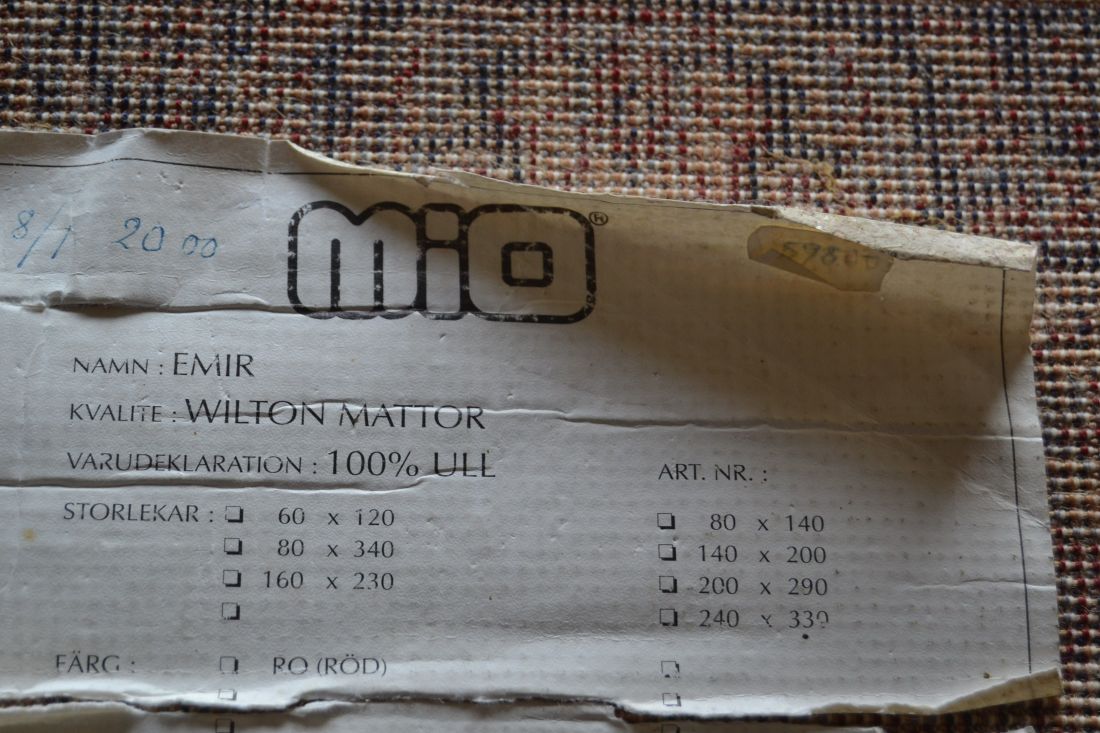 8/1 20 00
mio®
NAMN : EMIR
KVALITE : WILTON MATTOR
VARUDEKLARATION : 100% ULL
ART. NR. :
STORLEKAR : ❏ 60 x 120 ❏ 80 x 140
❏ 80 x 340 ❏ 140 x 200
❏ 160 x 230 ❏ 200 x 290
❏ ❏ 240 x 339
FÄRG : ❏ RO (RÖD) ❏